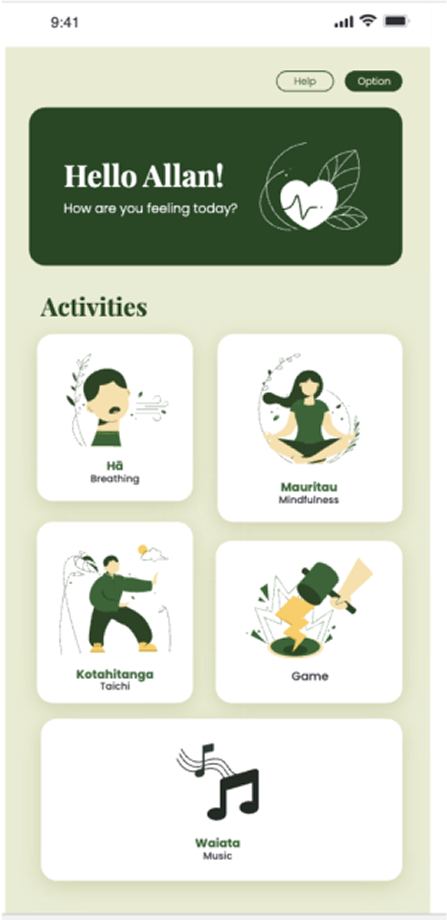 9:41
Help
Option
Hello Allan!
How are you feeling today?
Activities
Hā
Breathing
Mauritau
Mindfulness
Kotahitanga
Taichi
Game
Waiata
Music